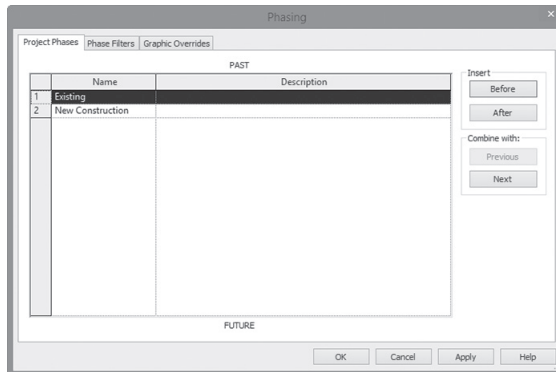 Phasing
Project Phases Phase Filters Graphic Overrides
PAST
Name Description
1 Existing
2 New Construction
FUTURE
Insert
Before
After
Combine with:
Previous
Next
OK Cancel Apply Help